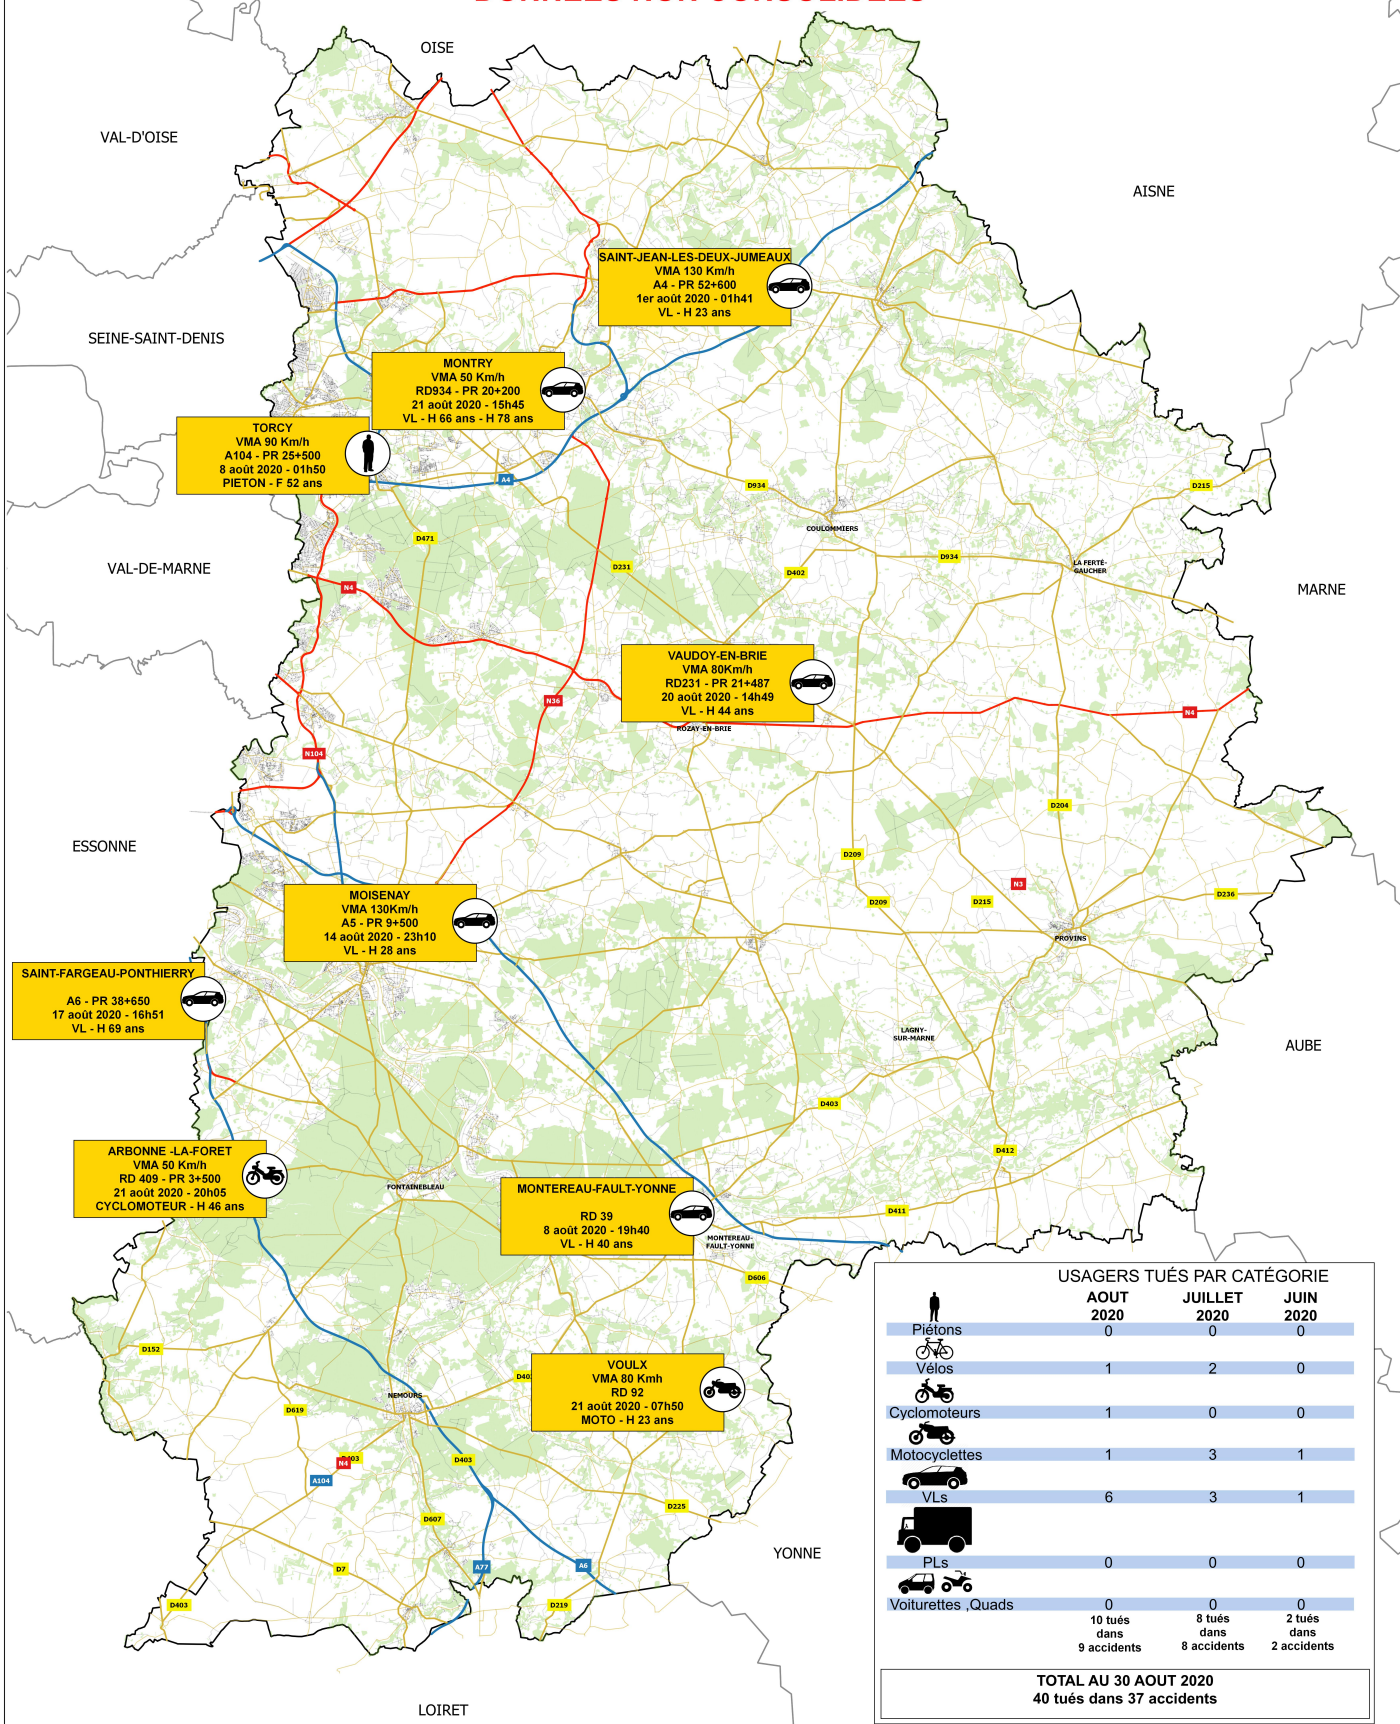 OISE
VAL-D'OISE
AISNE
SEINE-SAINT-DENIS
SAINT-JEAN-LES-DEUX-JUMEAUX
VMA 130 Km/h
A4 - PR 52+600
1er août 2020 - 01h41
VL - H 23 ans
MONTRY
VMA 50 Km/h
RD934 - PR 20+200
21 août 2020 - 15h45
VL - H 66 ans - H 78 ans
TORCY
VMA 90 Km/h
A104 - PR 25+500
8 août 2020 - 01h50
PIETON - F 52 ans
A4
D934
D215
COULOMMIERS
D471
D934
VAL-DE-MARNE
D231
D402
LA FERTÉ-
GAUCHER
N4
MARNE
VAUDOY-EN-BRIE
VMA 80Km/h
RD231 - PR 21+487
20 août 2020 - 14h49
VL - H 44 ans
N36
N4
ROZAY-EN-BRIE
N104
D204
ESSONNE
D209
N3
D209
D215
D236
PROVINS
MOISENAY
VMA 130Km/h
A5 - PR 9+500
14 août 2020 - 23h10
VL - H 28 ans
SAINT-FARGEAU-PONTHIERRY
A6 - PR 38+650
17 août 2020 - 16h51
VL - H 69 ans
LAGNY-
SUR-MARNE
AUBE
D403
D412
ARBONNE -LA-FORET
VMA 50 Km/h
RD 409 - PR 3+500
21 août 2020 - 20h05
CYCLOMOTEUR - H 46 ans
FONTAINEBLEAU
MONTEREAU-FAULT-YONNE
RD 39
8 août 2020 - 19h40
VL - H 40 ans
D411
MONTEREAU-
FAULT-YONNE
D606
D152
VOULX
VMA 80 Kmh
RD 92
21 août 2020 - 07h50
MOTO - H 23 ans
NEMOURS
D619
N4
D403
A104
D225
D607
D7
A77
A6
D403
D219
YONNE
LOIRET
USAGERS TUÉS PAR CATÉGORIE
AOUT 2020 JUILLET 2020 JUIN 2020
Piétons 0 0 0
Vélos 1 2 0
Cyclomoteurs 1 0 0
Motocyclettes 1 3 1
VLs 6 3 1
PLs 0 0 0
Voiturettes ,Quads 0 0 0
10 tués dans 9 accidents 8 tués dans 8 accidents 2 tués dans 2 accidents
TOTAL AU 30 AOUT 2020
40 tués dans 37 accidents